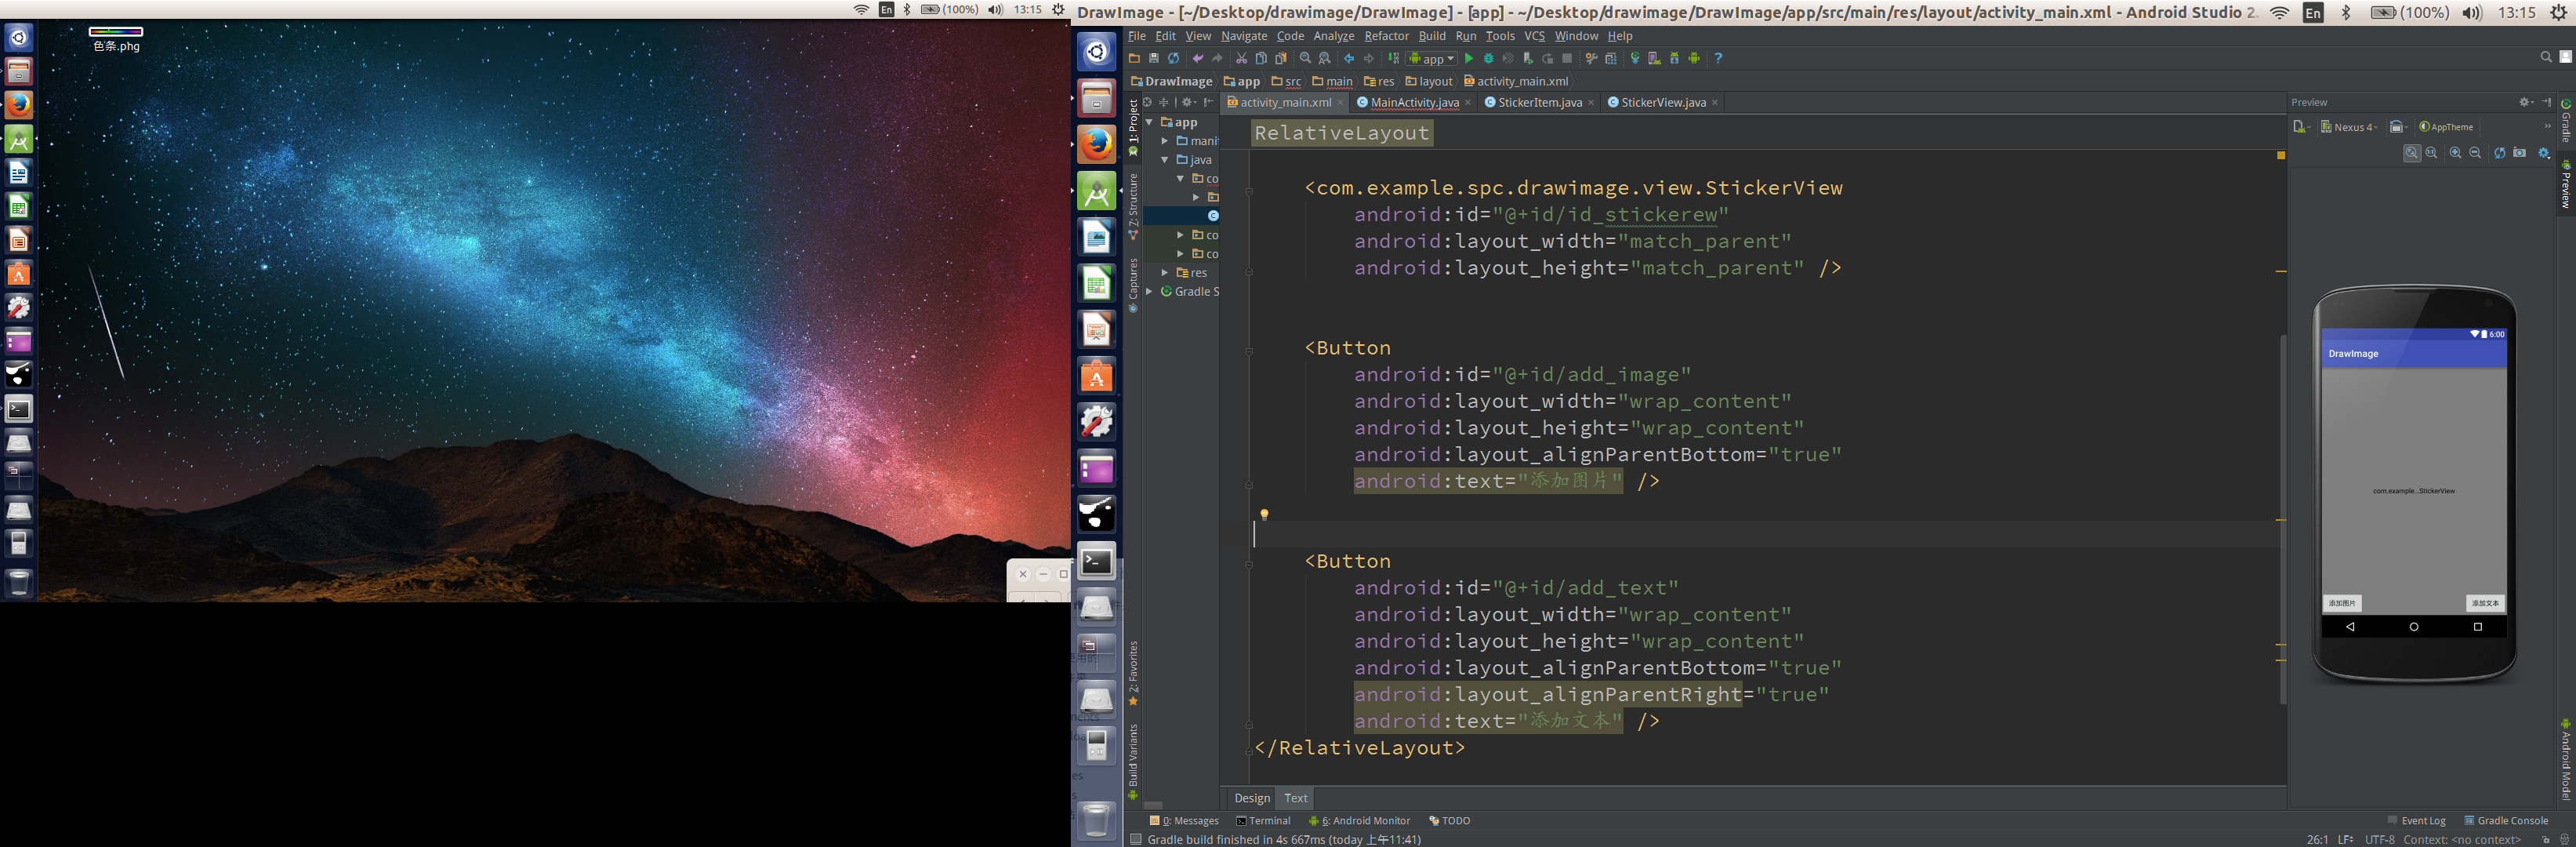 En
(100%)
13:15
色条.phg
DrawImage - [~/Desktop/drawimage/DrawImage] - [app] - ~/Desktop/drawimage/DrawImage/app/src/main/res/layout/activity_main.xml - Android Studio 2.
En
(100%)
13:15
File Edit View Navigate Code Analyze Refactor Build Run Tools VCS Window Help
app
DrawImage app src main res layout activity_main.xml
1: Project
Z: Structure
Captures
2: Favorites
Build Variants
app
mani
java
co
co
co
res
Gradle S
activity_main.xml MainActivity.java StickerItem.java StickerView.java
RelativeLayout
<com.example.spc.drawimage.view.StickerView
android:id="@+id/id_stickerew"
android:layout_width="match_parent"
android:layout_height="match_parent" />
<Button
android:id="@+id/add_image"
android:layout_width="wrap_content"
android:layout_height="wrap_content"
android:layout_alignParentBottom="true"
android:text="添加图片" />
<Button
android:id="@+id/add_text"
android:layout_width="wrap_content"
android:layout_height="wrap_content"
android:layout_alignParentBottom="true"
android:layout_alignParentRight="true"
android:text="添加文本" />
</RelativeLayout>
Design Text
Preview
Nexus 4
AppTheme
6:00
DrawImage
com.example...StickerView
添加图片
添加文本
Gradle
Preview
Android Model
0: Messages Terminal 6: Android Monitor TODO
Event Log Gradle Console
Gradle build finished in 4s 667ms (today 上午11:41)
26:1 LF UTF-8 Context: <no context>